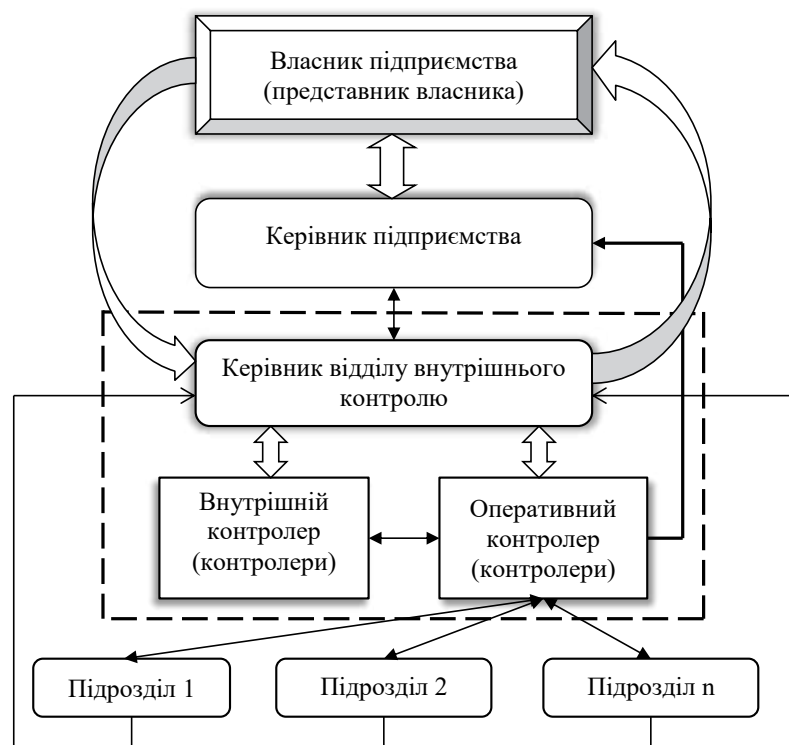 Власник підприємства
(представник власника)
Керівник підприємства
Керівник відділу внутрішнього
контролю
Внутрішній
контролер
(контролери)
Оперативний
контролер
(контролери)
Підрозділ 1
Підрозділ 2
Підрозділ n